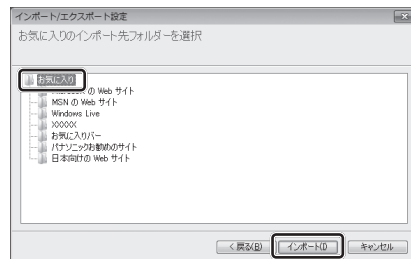 インポート/エクスポート設定
お気に入りのインポート先フォルダーを選択
お気に入り
の Web サイト
MSN の Web サイト
Windows Live
XXXXX
お気に入りバー
パナソニックお勧めのサイト
日本向けの Web サイト
< 戻る(B)
インポート(I)
キャンセル